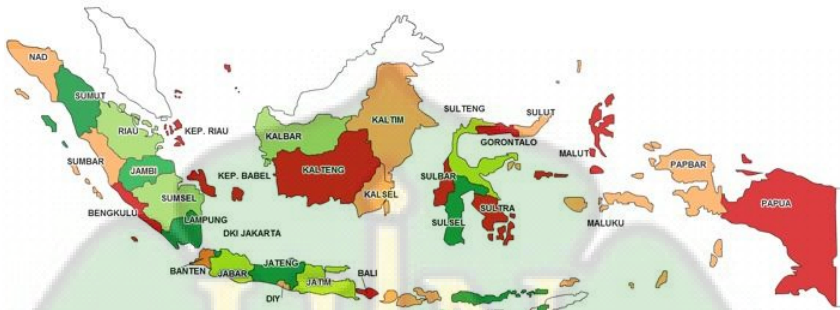 NAD
SUMUT
RIAU
KEP. RIAU
SUMBAR
JAMBI
KEP. BABEL
SUMSEL
BENGKULU
LAMPUNG
DKI JAKARTA
BANTEN
JABAR
JATENG
DIY
JATIM
BALI
KALBAR
KALTENG
KALTIM
KALSEL
SULTENG
SULUT
GORONTALO
SULBAR
SULSEL
SULTRA
MALUT
MALUKU
PAPBAR
PAPUA